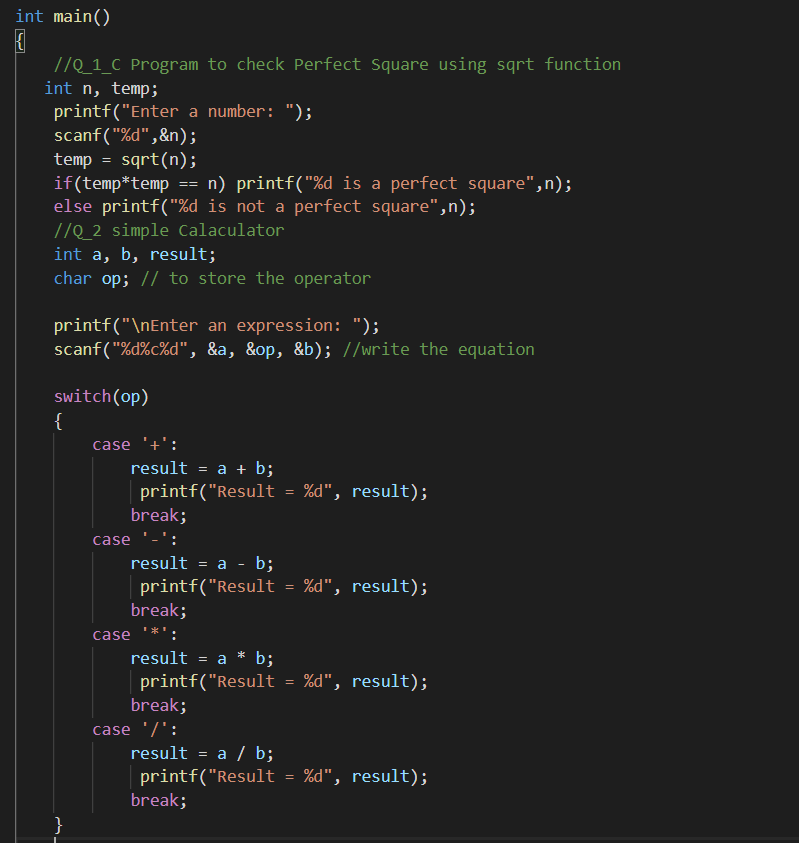 int main()
{
    //Q_1_C Program to check Perfect Square using sqrt function
   int n, temp;
    printf("Enter a number: ");
    scanf("%d",&n);
    temp = sqrt(n);
    if(temp*temp == n) printf("%d is a perfect square",n);
    else printf("%d is not a perfect square",n);
    //Q_2 simple Calaculator
    int a, b, result;
    char op; // to store the operator

    printf("\nEnter an expression: ");
    scanf("%d%c%d", &a, &op, &b); //write the equation

    switch(op)
    {
        case '+':
            result = a + b;
             printf("Result = %d", result);
            break;
        case '-':
            result = a - b;
             printf("Result = %d", result);
            break;
        case '*':
            result = a * b;
             printf("Result = %d", result);
            break;
        case '/':
            result = a / b;
             printf("Result = %d", result);
            break;
    }